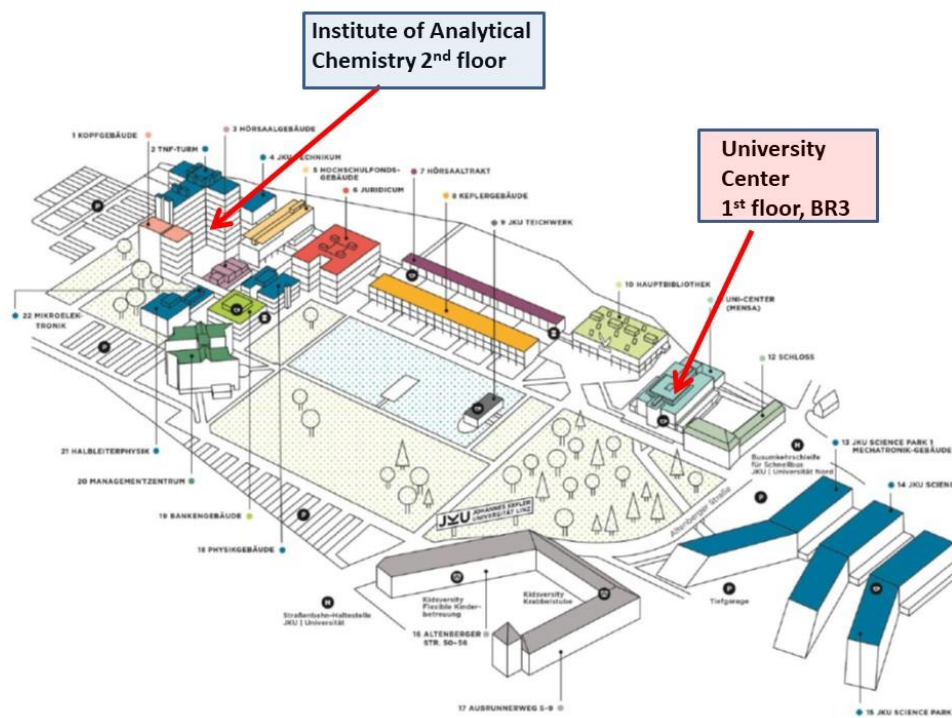 Institute of Analytical
Chemistry 2nd floor
University
Center
1st floor, BR3
1 KOPFGEBÄUDE
2 TNF-TURM
3 HÖRSAALGEBÄUDE
4 JKU TECHNIKUM
5 HOCHSCHULFONDS-
GEBÄUDE
6 JURIDICUM
7 HÖRSAALTRAKT
8 KEPLERGEBÄUDE
9 JKU TEICHWERK
10 HAUPTBIBLIOTHEK
UNI-CENTER
(MENSA)
12 SCHLOSS
22 MIKROELEK-
TRONIK
21 HALBLEITERPHYSIK
20 MANAGEMENTZENTRUM
19 BANKENGEBÄUDE
18 PHYSIKGEBÄUDE
JKU JOHANNES KEPLER
UNIVERSITÄT LINZ
H
Busumkehrschleife
für Schnellbus
JKU | Universität Nord
13 JKU SCIENCE PARK 1
MECHATRONIK-GEBÄUDE
14 JKU SCIENC
Altenberger Straße
P
P
P
P
P
Tiefgarage
H
Straßenbahn-Haltestelle
JKU | Universität
Kidsversity
Flexible Kinder-
betreuung
Kidsversity
Krabbelstube
16 ALTENBERGER
STR. 50–56
17 AUBRUNNERWEG 5–9
15 JKU SCIENCE PARK